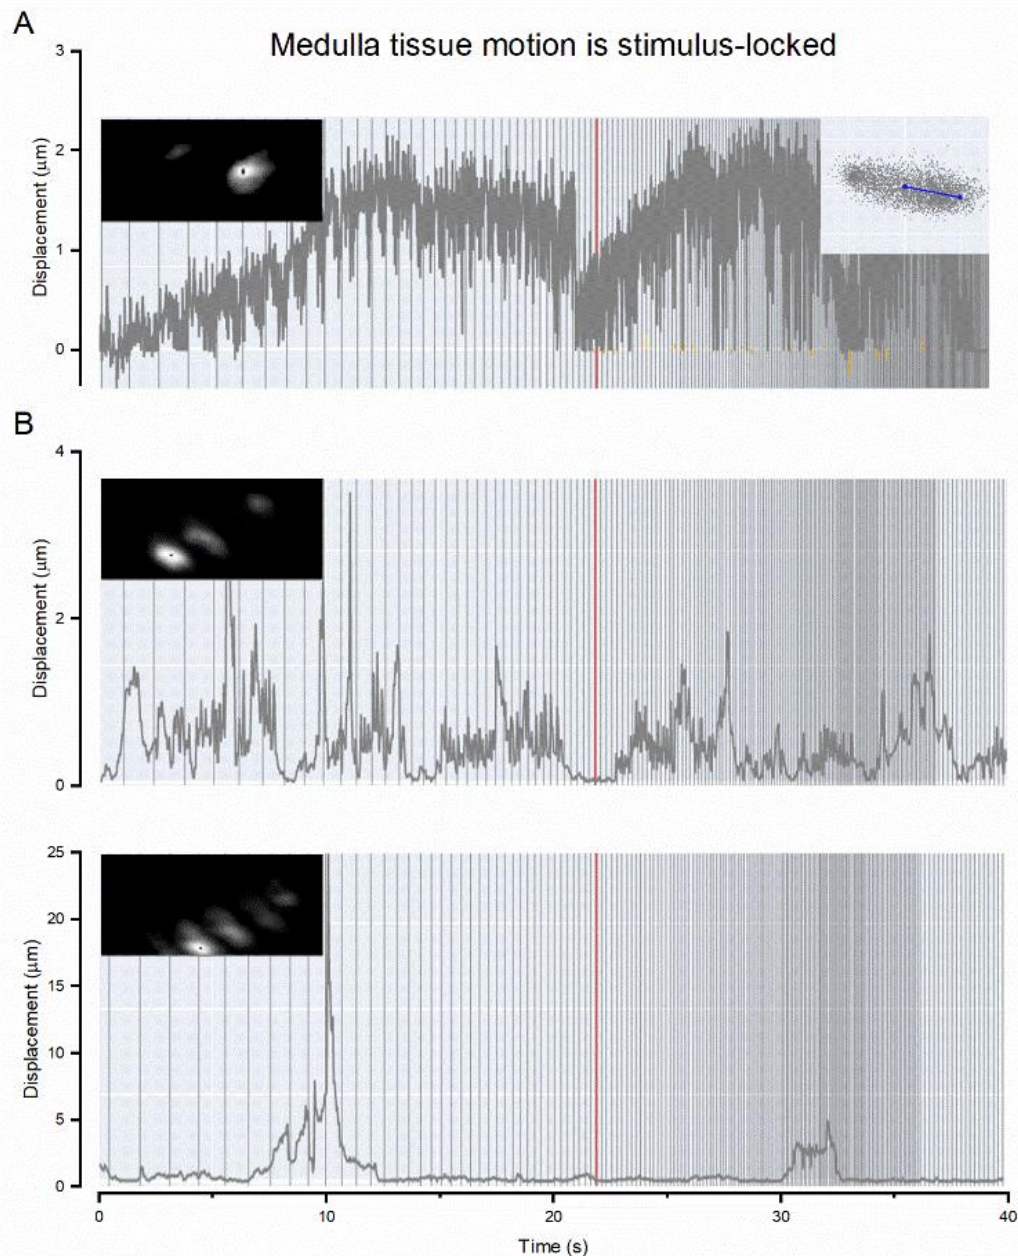 A
Medulla tissue motion is stimulus-locked
3
2
1
0
Displacement (μm)
B
4
2
0
Displacement (μm)
25
20
15
10
5
0
Displacement (μm)
0 10 20 30 40
Time (s)